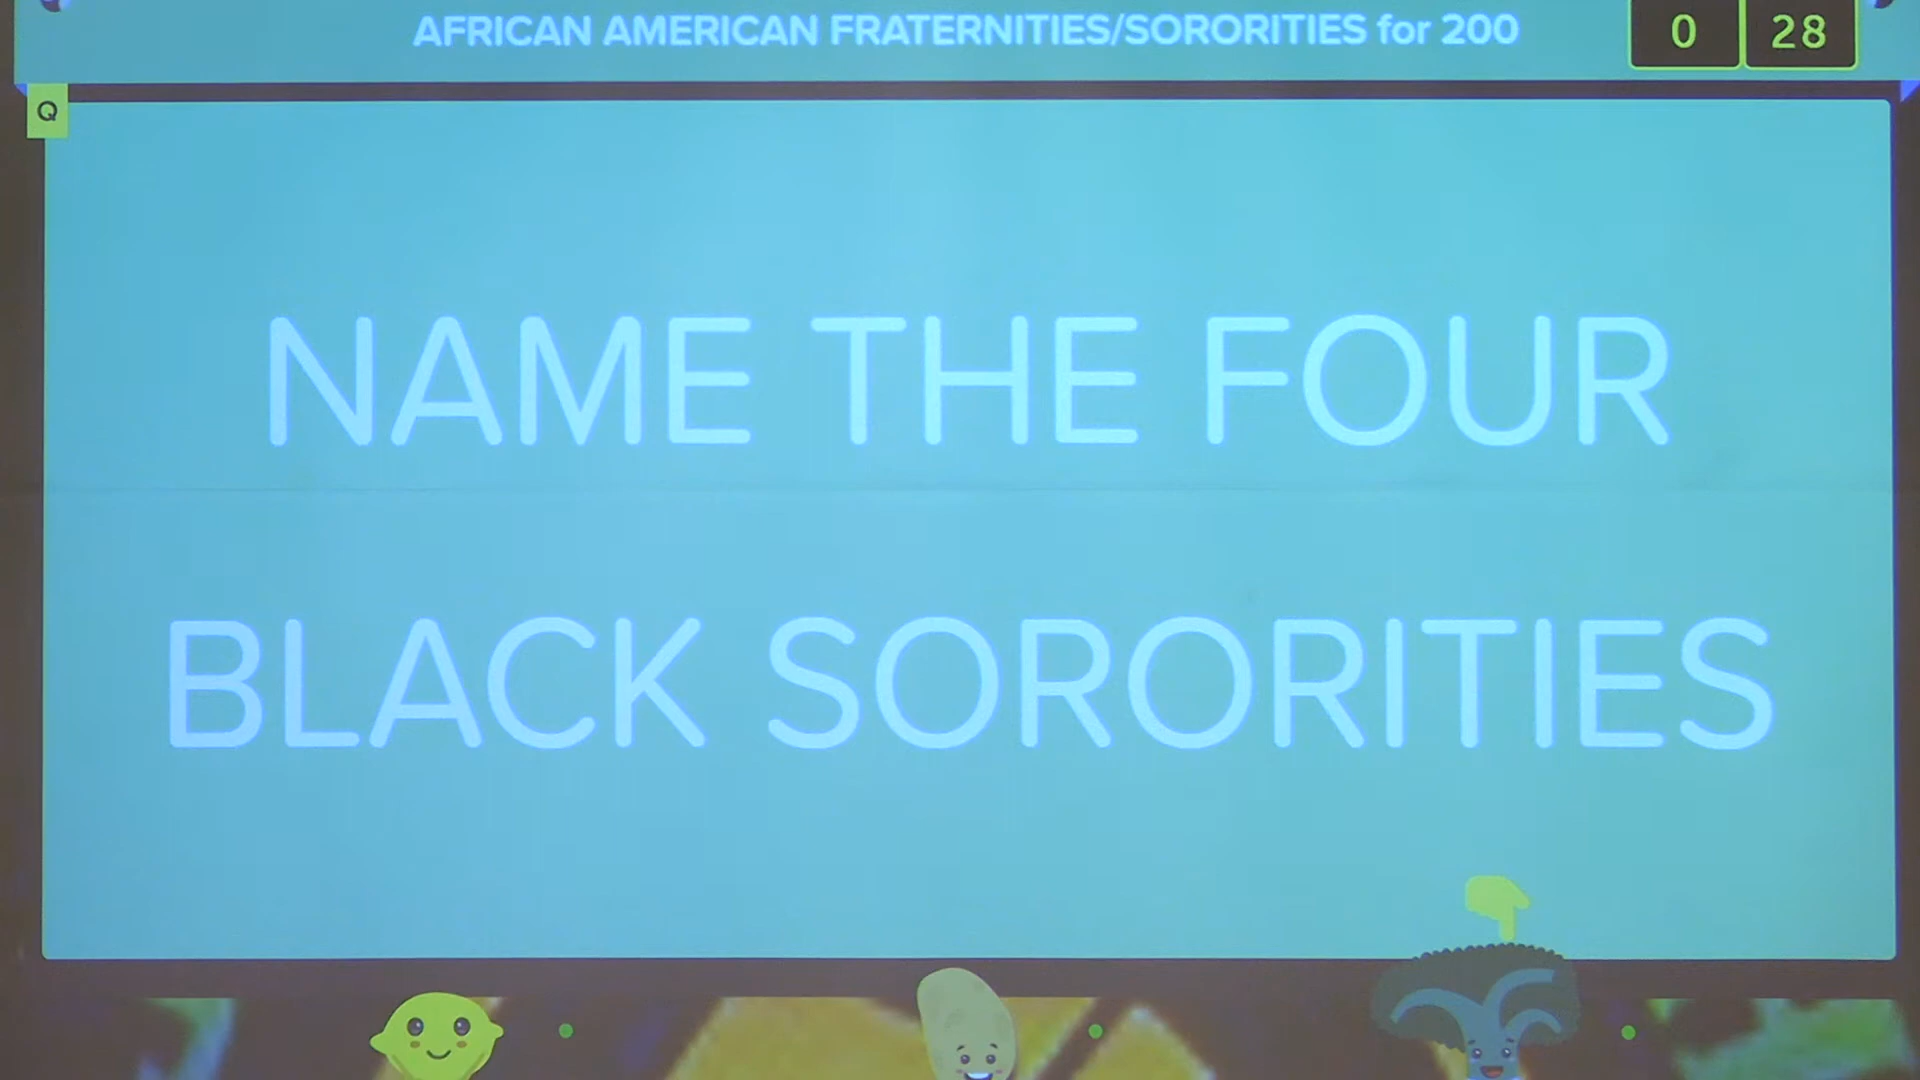 AFRICAN AMERICAN FRATERNITIES/SORORITIES for 200
0 28
Q
NAME THE FOUR
BLACK SORORITIES